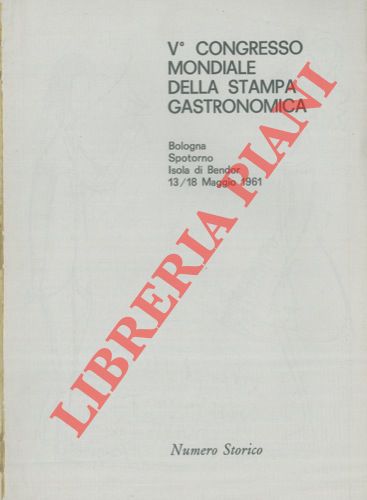 V° CONGRESSO
MONDIALE
DELLA STAMPA
GASTRONOMICA
Bologna
Spotorno
Isola di Bendor
13/18 Maggio 1961
LIBRERIA PIANI
Numero Storico